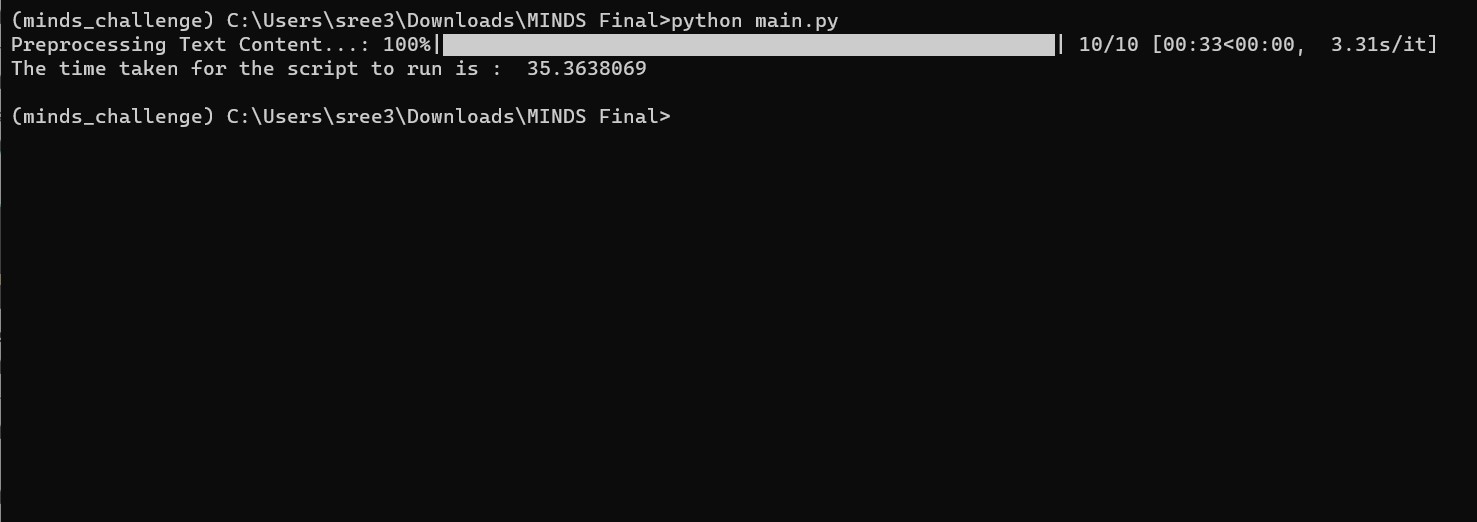 (minds_challenge) C:\Users\sree3\Downloads\MINDS Final>python main.py
Preprocessing Text Content...: 100%|██████████| 10/10 [00:33<00:00,  3.31s/it]
The time taken for the script to run is :  35.3638069
(minds_challenge) C:\Users\sree3\Downloads\MINDS Final>